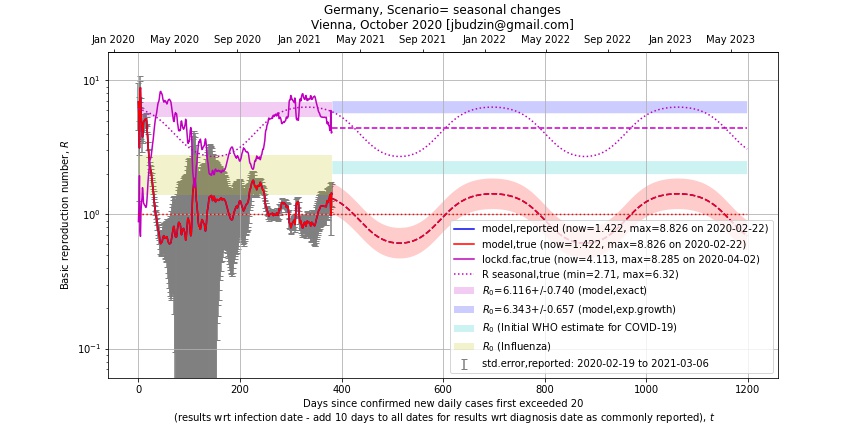 Germany, Scenario= seasonal changes
Vienna, October 2020 [jbudzin@gmail.com]
Jan 2020 May 2020 Sep 2020 Jan 2021 May 2021 Sep 2021 Jan 2022 May 2022 Sep 2022 Jan 2023 May 2023
Basic reproduction number, R
10¹
10⁰
10⁻¹
model,reported (now=1.422, max=8.826 on 2020-02-22)
model,true (now=1.422, max=8.826 on 2020-02-22)
lockd.fac,true (now=4.113, max=8.285 on 2020-04-02)
R seasonal,true (min=2.71, max=6.32)
R₀=6.116+/-0.740 (model,exact)
R₀=6.343+/-0.657 (model,exp.growth)
R₀ (Initial WHO estimate for COVID-19)
R₀ (Influenza)
std.error,reported: 2020-02-19 to 2021-03-06
0 200 400 600 800 1000 1200
Days since confirmed new daily cases first exceeded 20
(results wrt infection date - add 10 days to all dates for results wrt diagnosis date as commonly reported), t